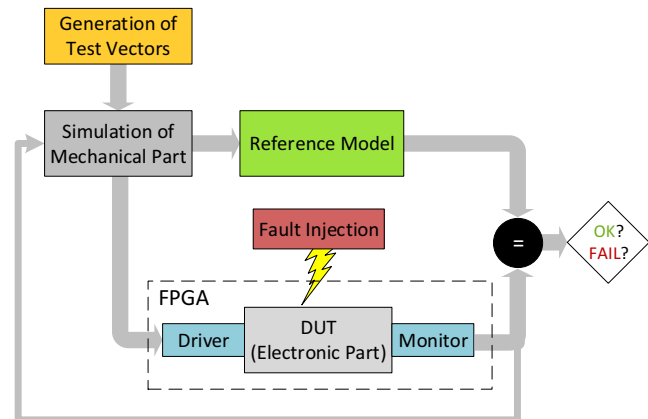 Generation of
Test Vectors
Simulation of
Mechanical Part
Reference Model
Fault Injection
=
OK?
FAIL?
FPGA
Driver
DUT
(Electronic Part)
Monitor